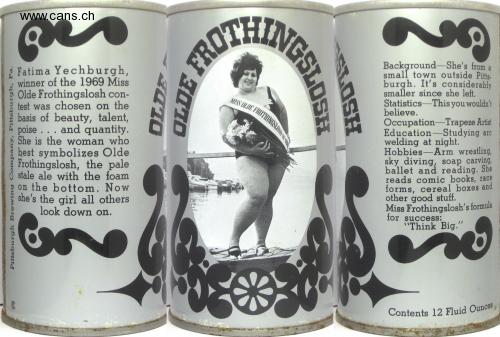 www.cans.ch
Pittsburgh Brewing Company, Pittsburgh, Pa.
Fatima Yechburgh,
winner of the 1969 Miss
Olde Frothingslosh con-
test was chosen on the
basis of beauty, talent,
poise . . . and quantity.
She is the woman who
best symbolizes Olde
Frothingslosh, the pale
stale ale with the foam
on the bottom. Now
she's the girl all others
look down on.
OLDE
OLDE FROTHINGSLOSH
MISS OLDE FROTHINGSLOSH
SLOSH
Background—She's from a
small town outside Pitts-
burgh. It's considerably
smaller since she left.
Statistics—This you wouldn't
believe.
Occupation—Trapeze Artist
Education—Studying arc
welding at night.
Hobbies—Arm wrestling,
sky diving, soap carving,
ballet and reading. She
reads comic books, race
forms, cereal boxes and
other good stuff.
Miss Frothingslosh's formula
for success:
"Think Big."
Contents 12 Fluid Ounces